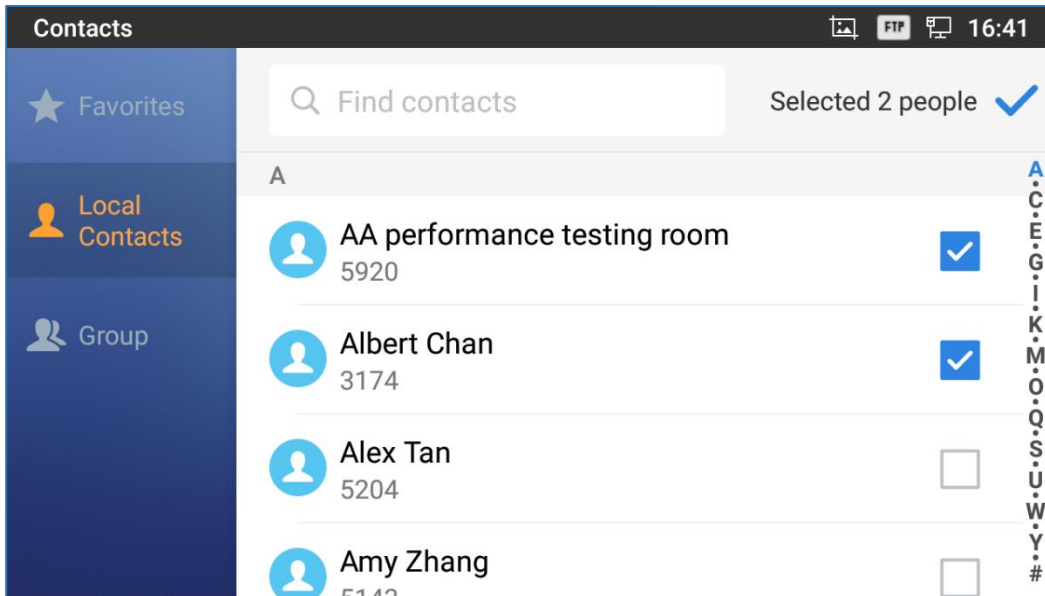 Contacts
FTP
16:41
Favorites
Local
Contacts
Group
Find contacts
Selected 2 people
A
AA performance testing room
5920
Albert Chan
3174
Alex Tan
5204
Amy Zhang
A
C
E
G
I
K
M
O
Q
S
U
W
Y
#